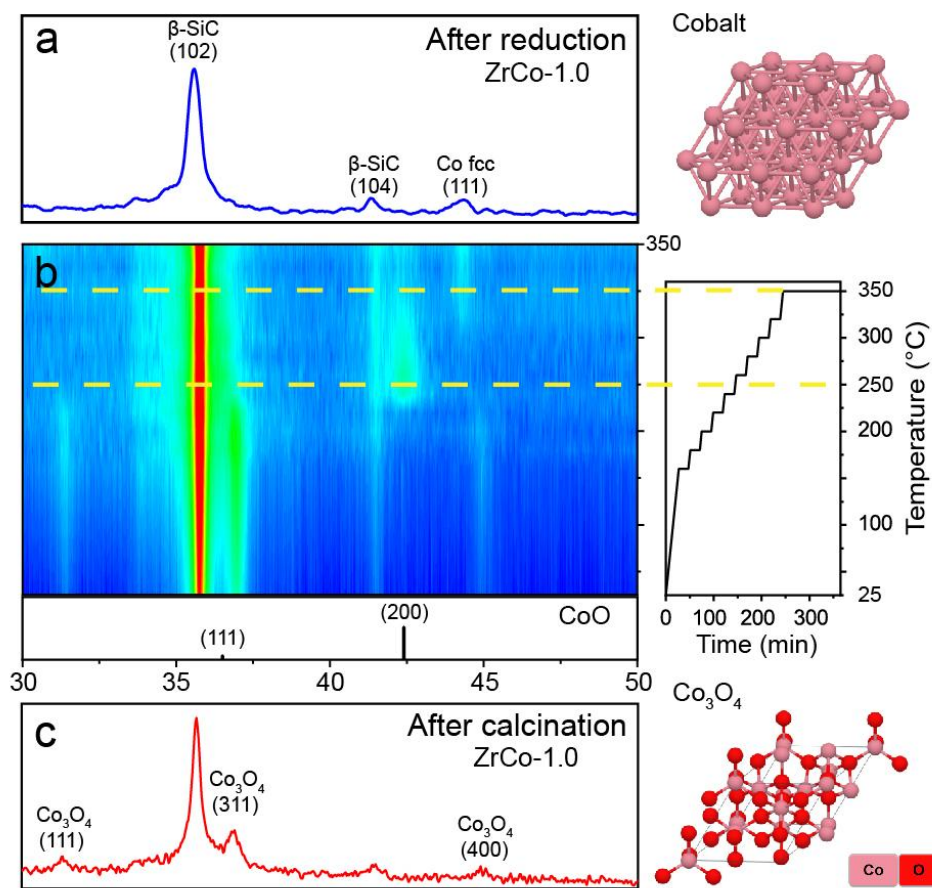 a
β-SiC
(102)
After reduction
ZrCo-1.0
β-SiC
(104)
Co fcc
(111)
Cobalt
b
350
350
300
250
200
100
25
Temperature (°C)
0 100 200 300
Time (min)
(111)
(200)
CoO
30 35 40 45 50
c
After calcination
ZrCo-1.0
Co₃O₄
(111)
Co₃O₄
(311)
Co₃O₄
(400)
Co₃O₄
Co O